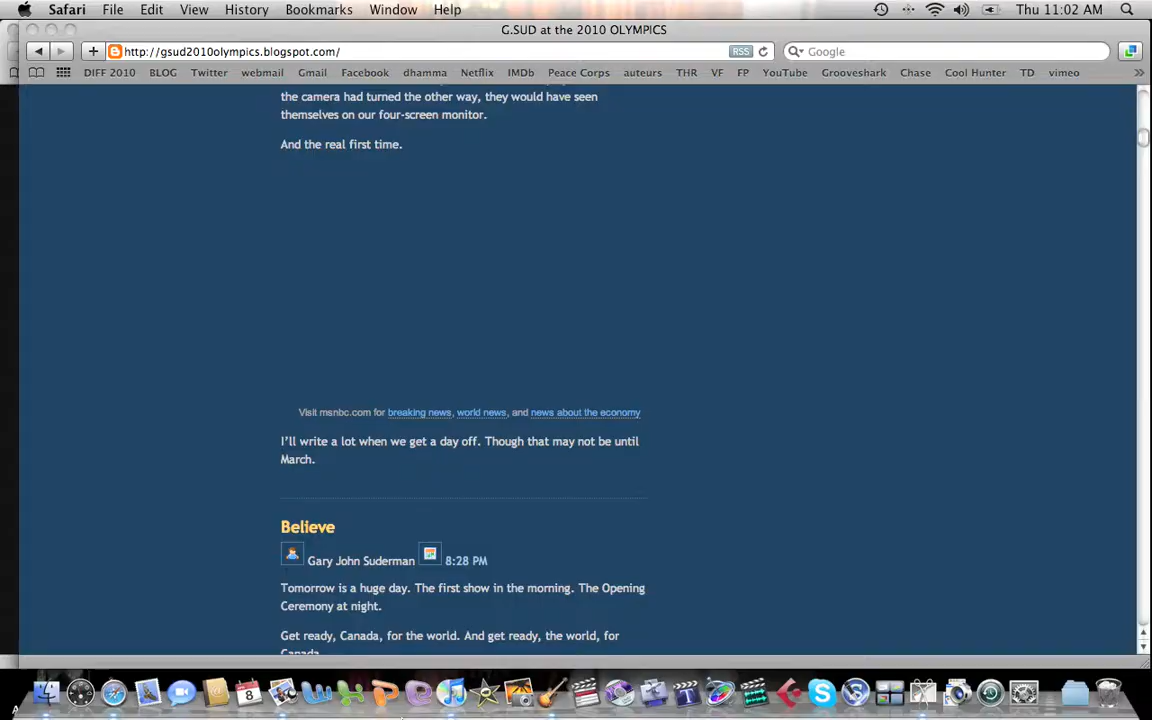 Safari File Edit View History Bookmarks Window Help Thu 11:02 AM
G.SUD at the 2010 OLYMPICS
http://gsud2010olympics.blogspot.com/ RSS Google
DIFF 2010 BLOG Twitter webmail Gmail Facebook dhamma Netflix IMDb Peace Corps auteurs THR VF FP YouTube Grooveshark Chase Cool Hunter TD vimeo »
the camera had turned the other way, they would have seen
themselves on our four-screen monitor.
And the real first time.
Visit msnbc.com for breaking news, world news, and news about the economy
I'll write a lot when we get a day off. Though that may not be until
March.
Believe
Gary John Suderman 8:28 PM
Tomorrow is a huge day. The first show in the morning. The Opening
Ceremony at night.
Get ready, Canada, for the world. And get ready, the world, for
Canada
8